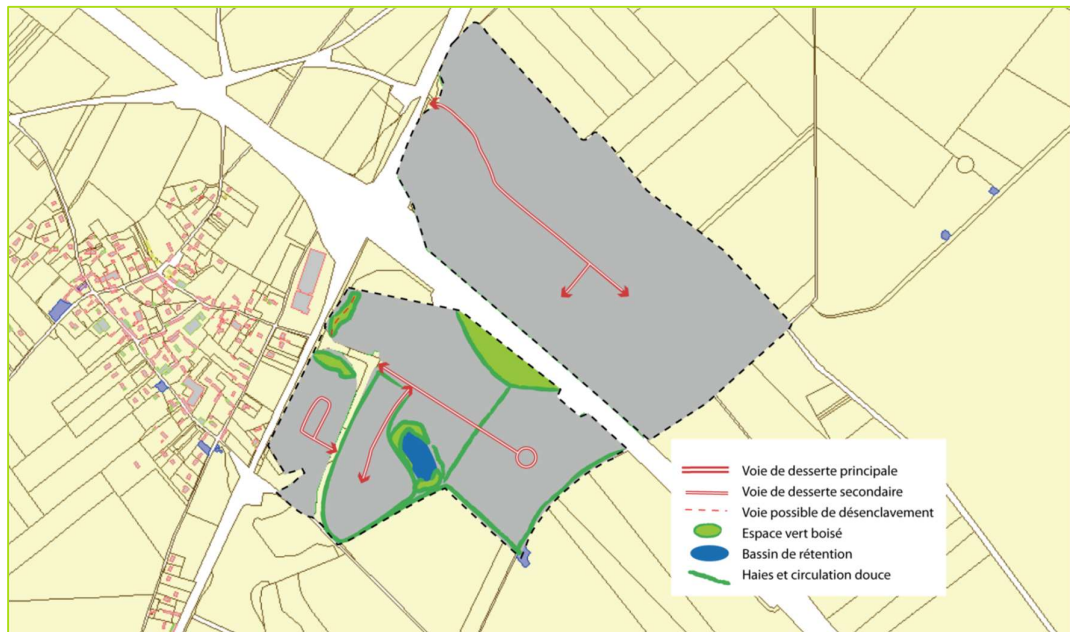 Voie de desserte principale
Voie de desserte secondaire
Voie possible de désenclavement
Espace vert boisé
Bassin de rétention
Haies et circulation douce